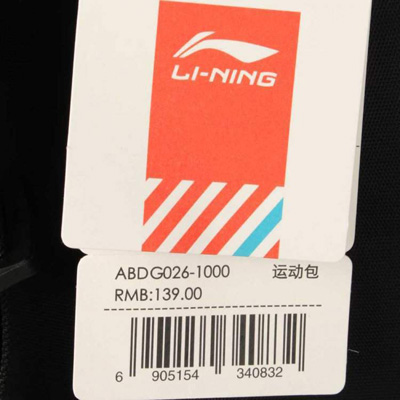 LI-NING
ABDG026-1000 运动包
RMB:139.00
6 905154 340832